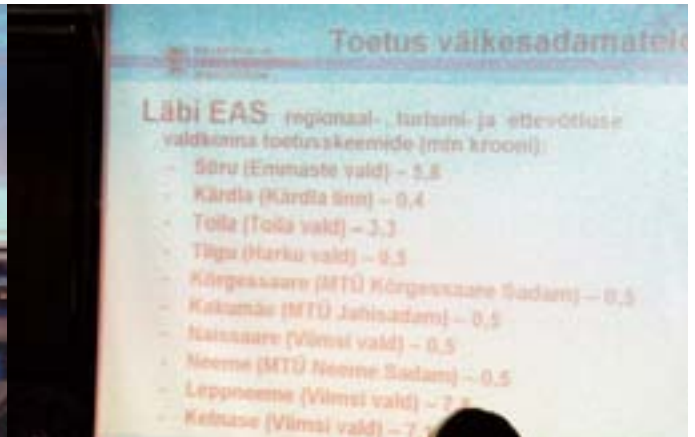 Toetus väikesadamatele
Läbi EAS regionaal-, turismi- ja ettevõtluse
valdkonna toetusskeemide (mln krooni):
- Sõru (Emmaste vald) – 5,8
- Kärdla (Kärdla linn) – 0,4
- Toila (Toila vald) – 3,3
- Tilgu (Harku vald) – 0,5
- Kõrgessaare (MTÜ Kõrgessaare Sadam) – 0,5
- Kakumäe (MTÜ Jahisadam) – 0,5
- Naissaare (Viimsi vald) – 0,5
- Neeme (MTÜ Neeme Sadam) – 0,5
- Leppneeme (Viimsi vald) –
- Kelnase (Viimsi vald) –